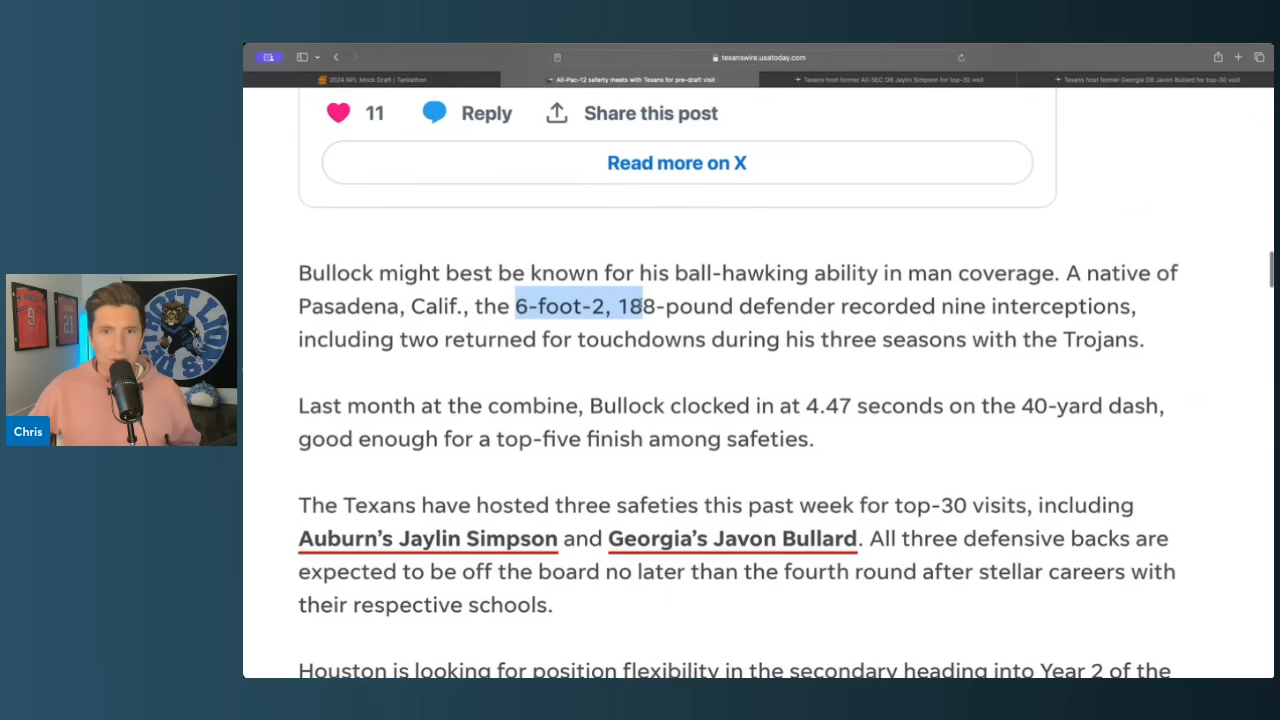 texanswire.usatoday.com
2024 NFL Mock Draft | Tankathon
All-Pac-12 saferty meets with Texans for pre-draft visit
Texans host former All-SEC DB Jaylin Simpson for top-30 visit
Texans host former Georgia DB Javon Bullard for top-30 visit
11 Reply Share this post
Read more on X
Bullock might best be known for his ball-hawking ability in man coverage. A native of
Pasadena, Calif., the 6-foot-2, 188-pound defender recorded nine interceptions,
including two returned for touchdowns during his three seasons with the Trojans.
Last month at the combine, Bullock clocked in at 4.47 seconds on the 40-yard dash,
good enough for a top-five finish among safeties.
The Texans have hosted three safeties this past week for top-30 visits, including
Auburn’s Jaylin Simpson and Georgia’s Javon Bullard. All three defensive backs are
expected to be off the board no later than the fourth round after stellar careers with
their respective schools.
Houston is looking for position flexibility in the secondary heading into Year 2 of the
9
21
DETROIT LIONS
Chris